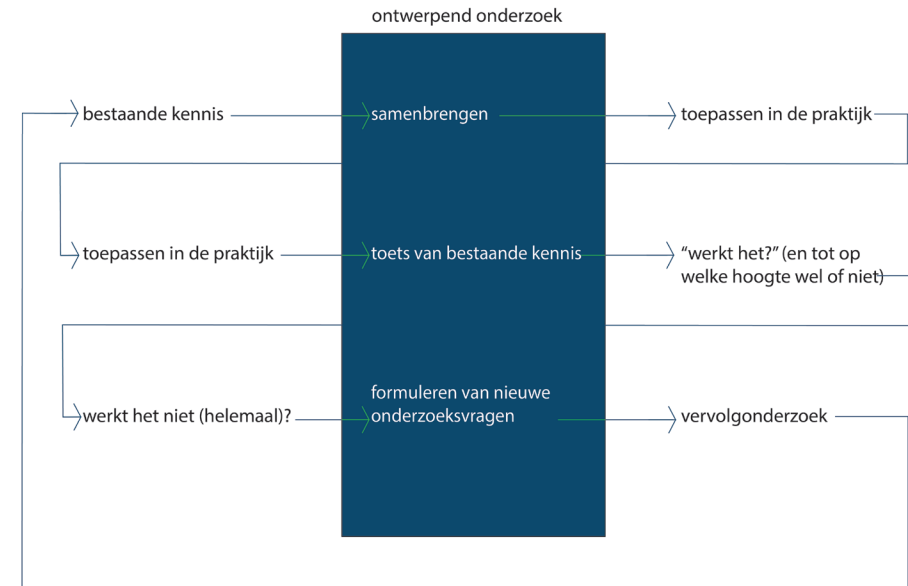 ontwerpend onderzoek
bestaande kennis
samenbrengen
toepassen in de praktijk
toepassen in de praktijk
toets van bestaande kennis
“werkt het?” (en tot op
welke hoogte wel of niet)
werkt het niet (helemaal)?
formuleren van nieuwe
onderzoeksvragen
vervolgonderzoek